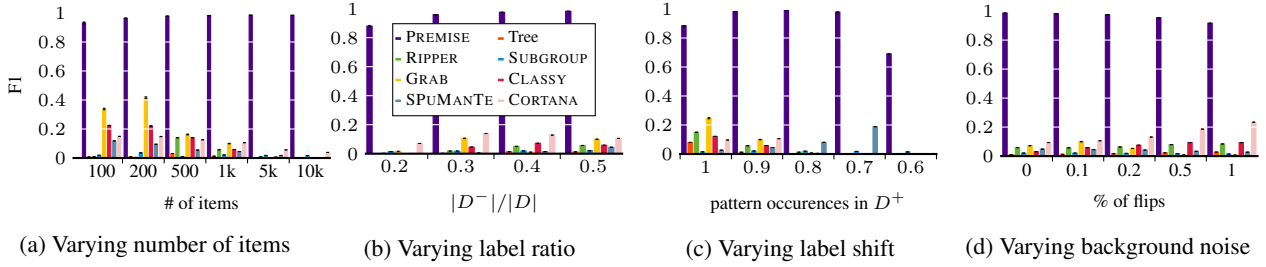 F1
1
0.8
0.6
0.4
0.2
0
100 200 500 1k 5k 10k
# of items
(a) Varying number of items
1
0.8
0.6
0.4
0.2
0
PREMISE
RIPPER
GRAB
SPUMANTE
Tree
SUBGROUP
CLASSY
CORTANA
0.2 0.3 0.4 0.5
|D⁻|/|D|
(b) Varying label ratio
1
0.8
0.6
0.4
0.2
0
1 0.9 0.8 0.7 0.6
pattern occurences in D⁺
(c) Varying label shift
1
0.8
0.6
0.4
0.2
0
0 0.1 0.2 0.5 1
% of flips
(d) Varying background noise